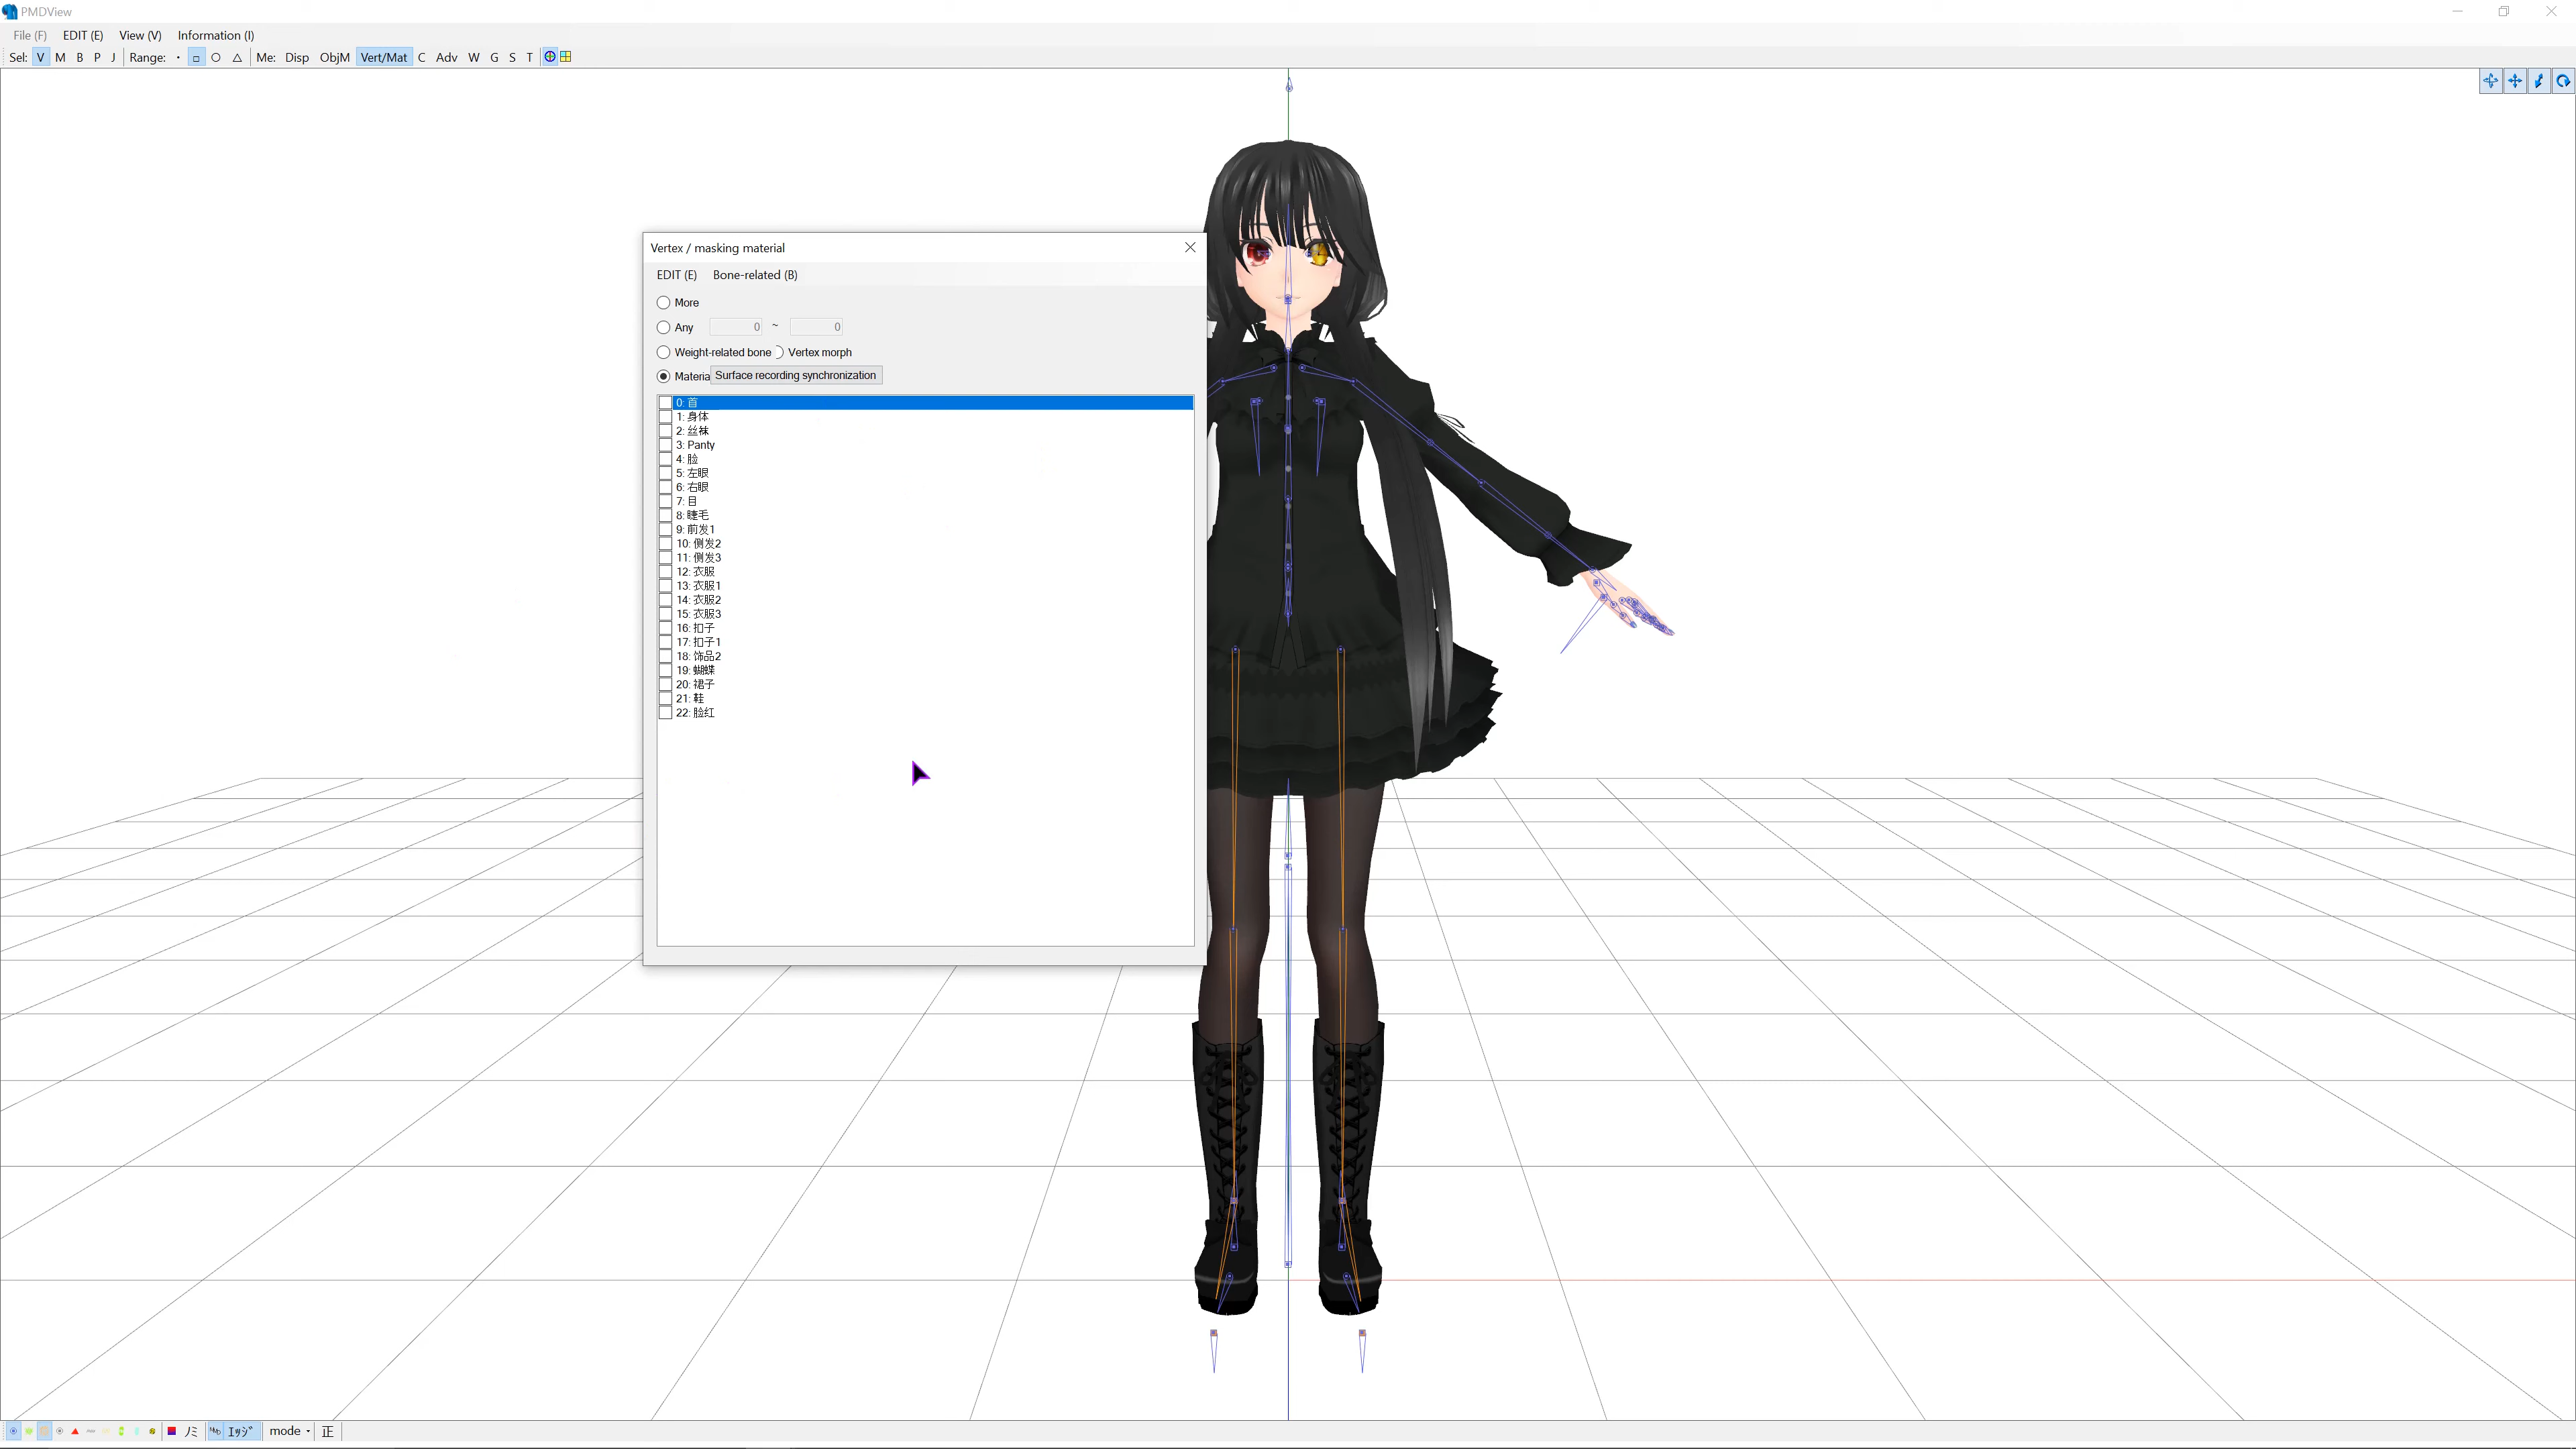 PMDView
File (F) EDIT (E) View (V) Information (I)
Sel: V M B P J Range: Me: Disp ObjM Vert/Mat C Adv W G S T
Vertex / masking material
EDIT (E) Bone-related (B)
More
Any 0 ~ 0
Weight-related bone Vertex morph
Materia Surface recording synchronization
0: 首
1: 身体
2: 丝袜
3: Panty
4: 脸
5: 左眼
6: 右眼
7: 目
8: 睫毛
9: 前发1
10: 侧发2
11: 侧发3
12: 衣服
13: 衣服1
14: 衣服2
15: 衣服3
16: 扣子
17: 扣子1
18: 饰品2
19: 蝴蝶
20: 裙子
21: 鞋
22: 脸红
ｴｯｼﾞ mode 正